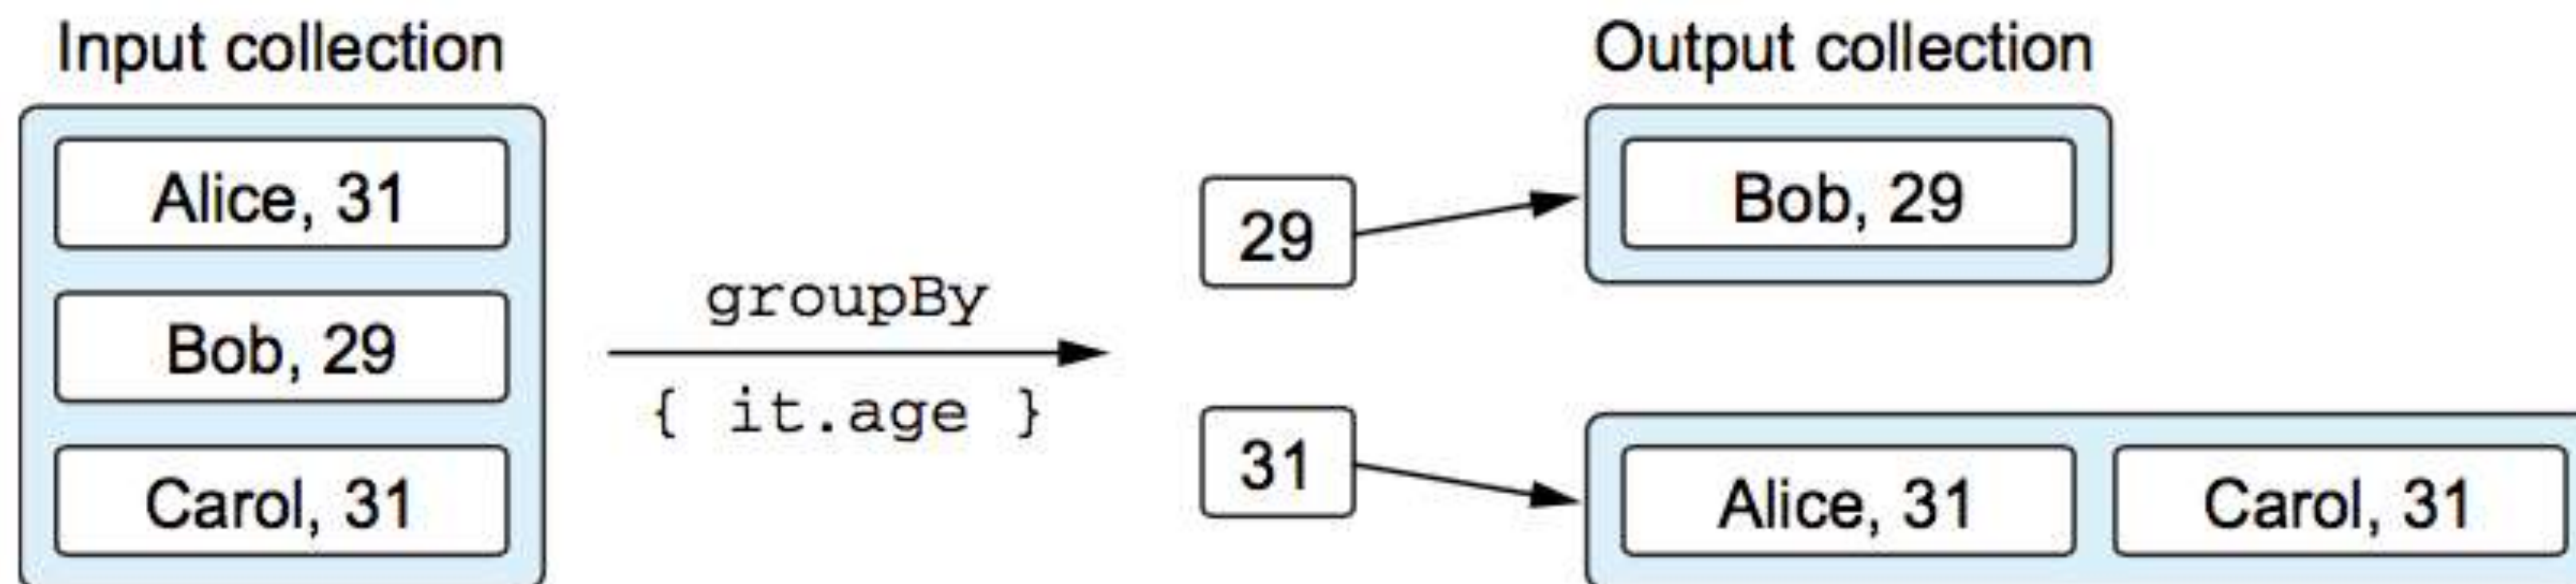 Input collection
Alice, 31
Bob, 29
Carol, 31
groupBy
{ it.age }
Output collection
29
Bob, 29
31
Alice, 31
Carol, 31